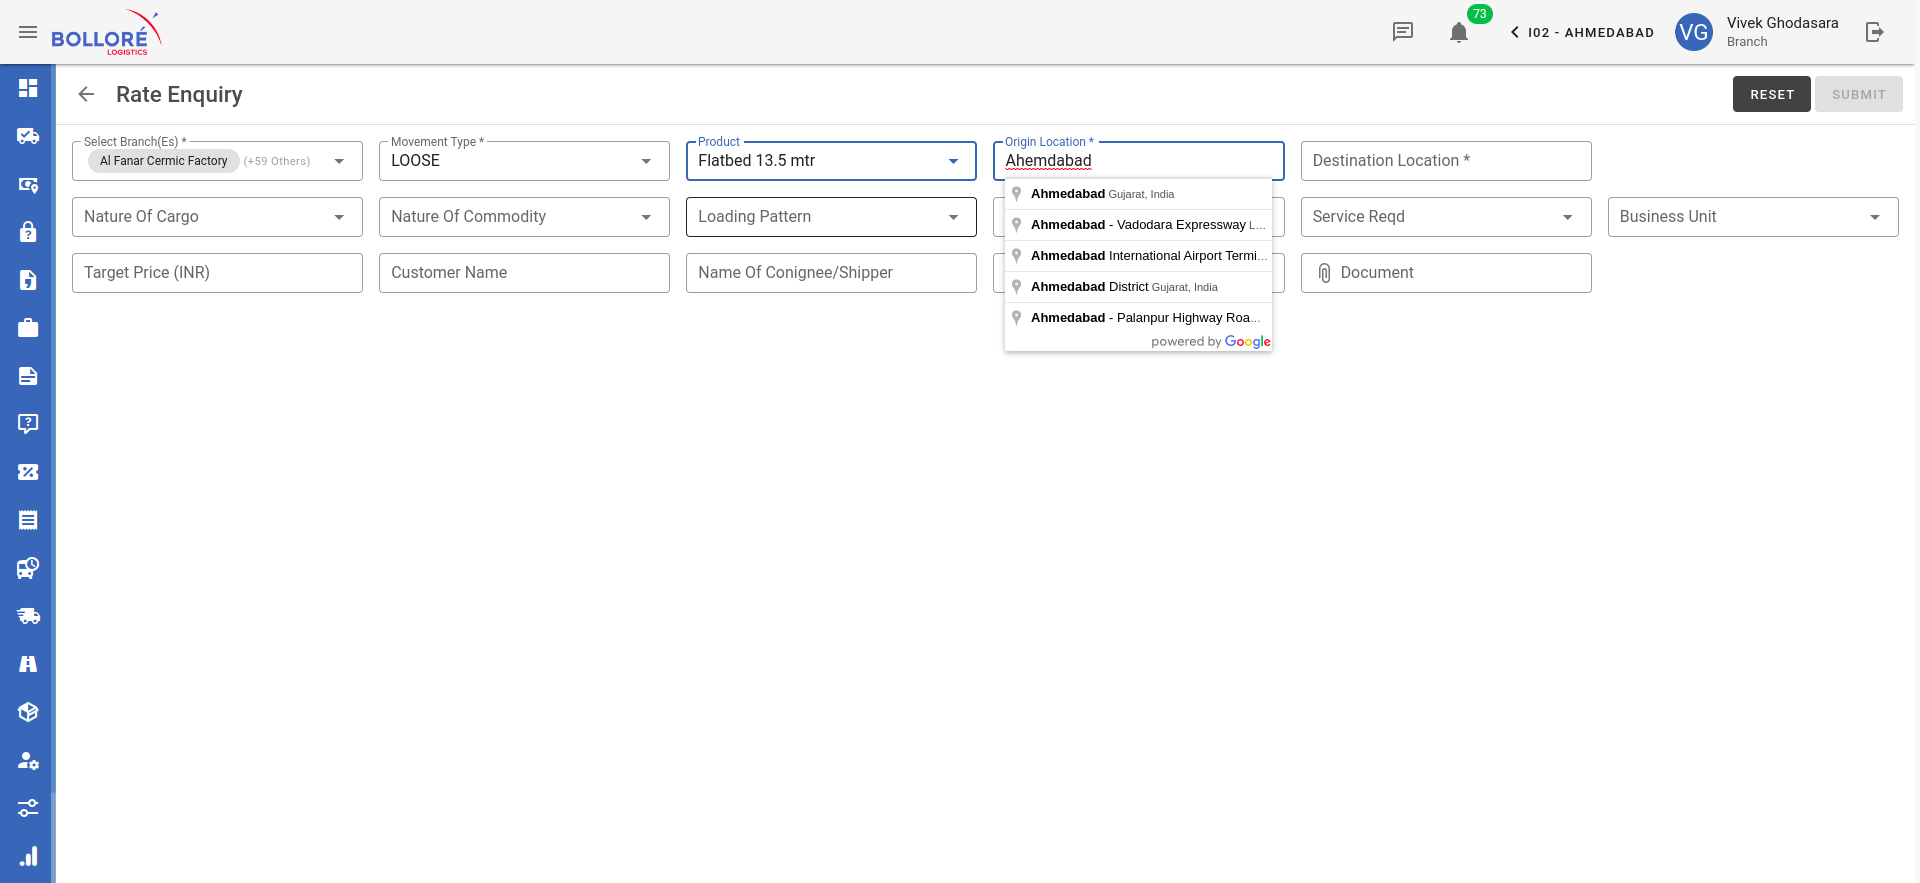 BOLLORÉ
LOGISTICS
73
I02 - AHMEDABAD
VG
Vivek Ghodasara
Branch
Rate Enquiry
RESET
SUBMIT
Select Branch(Es) *
Al Fanar Cermic Factory (+59 Others)
Movement Type *
LOOSE
Product
Flatbed 13.5 mtr
Origin Location *
Ahemdabad
Destination Location *
Ahmedabad Gujarat, India
Ahmedabad - Vadodara Expressway L...
Ahmedabad International Airport Termi...
Ahmedabad District Gujarat, India
Ahmedabad - Palanpur Highway Roa...
powered by Google
Nature Of Cargo
Nature Of Commodity
Loading Pattern
Service Reqd
Business Unit
Target Price (INR)
Customer Name
Name Of Conignee/Shipper
Document